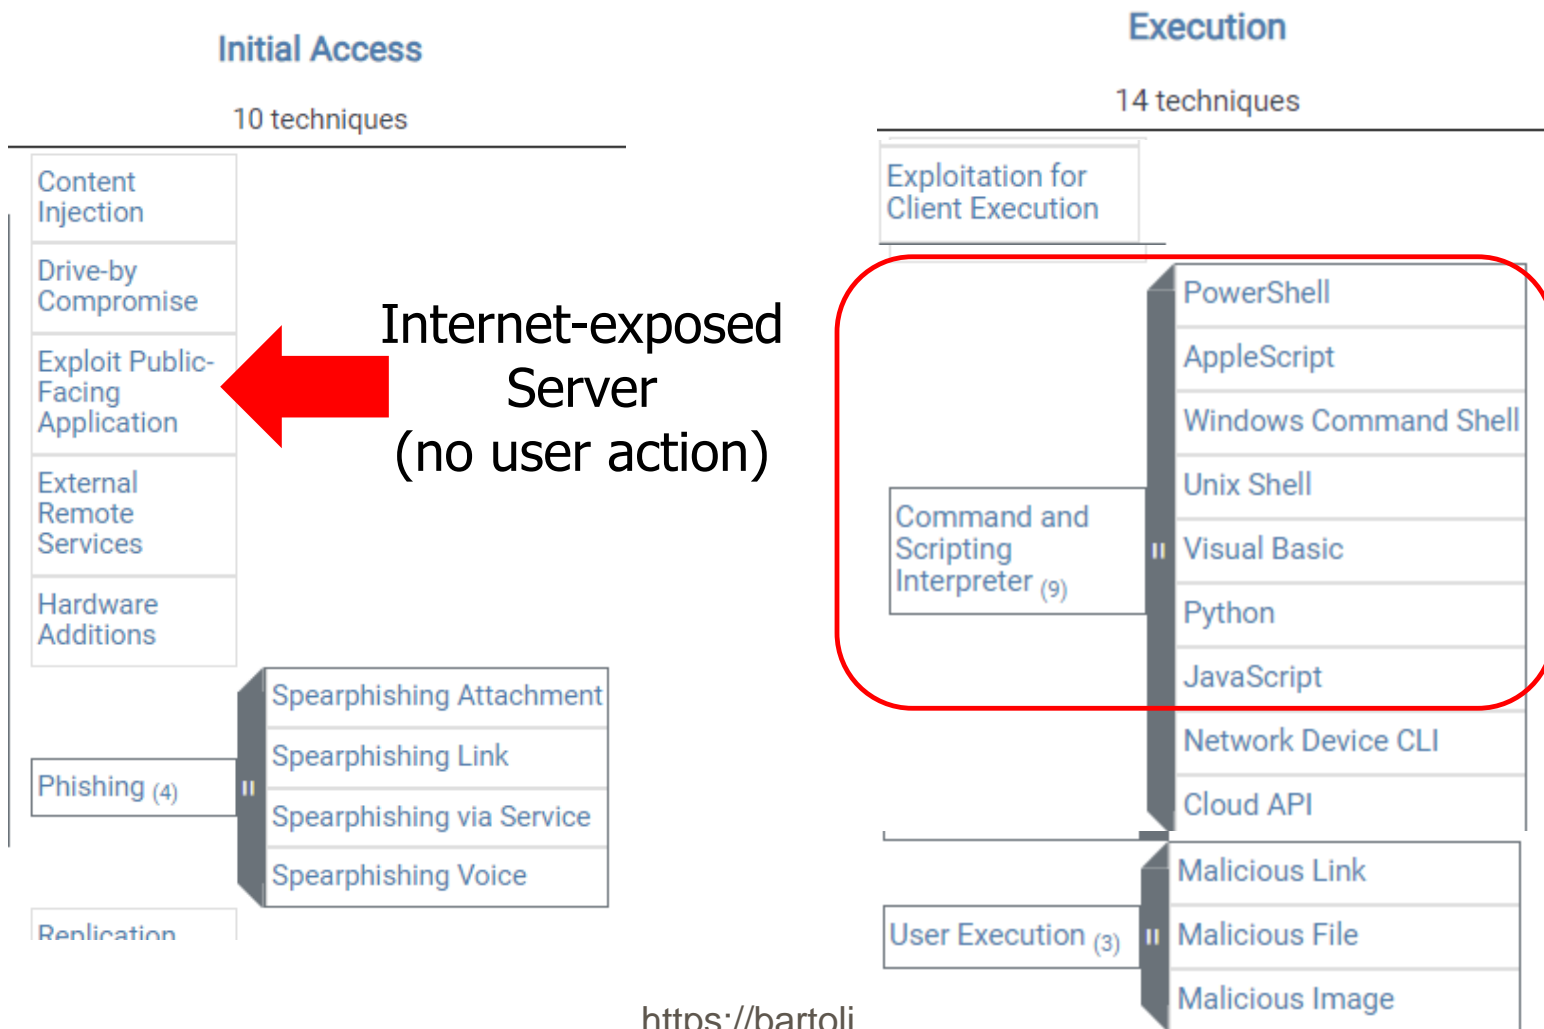 Initial Access
10 techniques
Content
Injection
Drive-by
Compromise
Exploit Public-
Facing
Application
External
Remote
Services
Hardware
Additions
Phishing (4)
Spearphishing Attachment
Spearphishing Link
Spearphishing via Service
Spearphishing Voice
Replication
Internet-exposed
Server
(no user action)
Execution
14 techniques
Exploitation for
Client Execution
Command and
Scripting
Interpreter (9)
PowerShell
AppleScript
Windows Command Shell
Unix Shell
Visual Basic
Python
JavaScript
Network Device CLI
Cloud API
User Execution (3)
Malicious Link
Malicious File
Malicious Image
https://bartoli